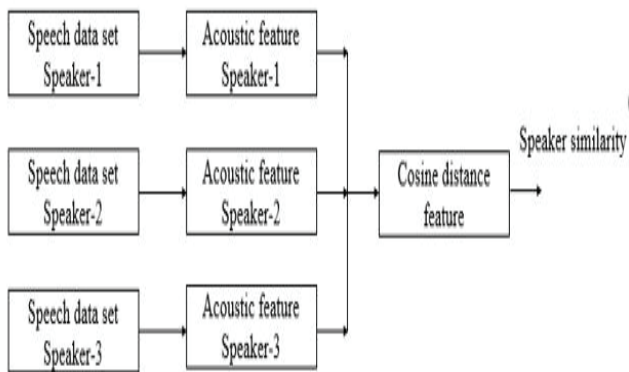 Speech data set
Speaker-1
Acoustic feature
Speaker-1
Speech data set
Speaker-2
Acoustic feature
Speaker-2
Cosine distance
feature
Speaker similarity
Speech data set
Speaker-3
Acoustic feature
Speaker-3